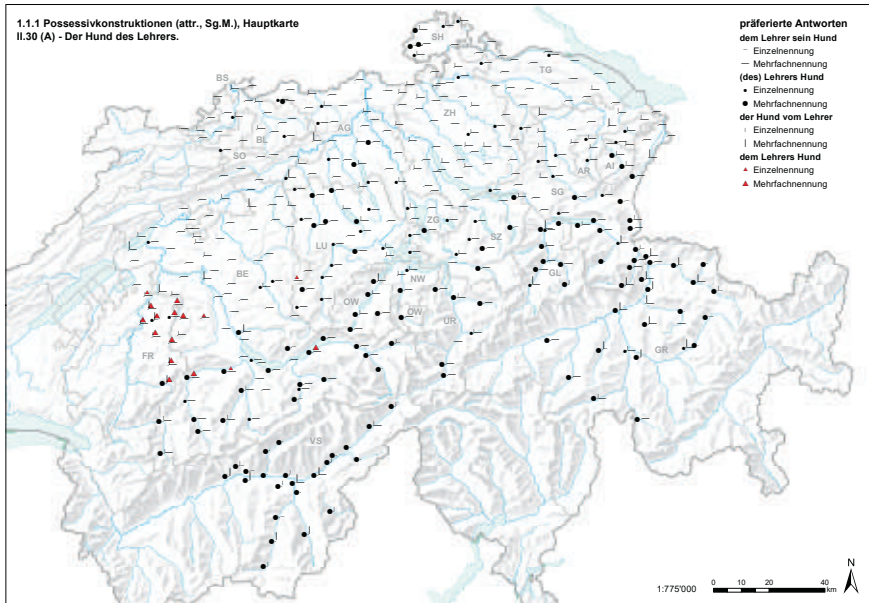 1.1.1 Possessivkonstruktionen (attr., Sg.M.), Hauptkarte
II.30 (A) - Der Hund des Lehrers.
präferierte Antworten
dem Lehrer sein Hund
Einzelnennung
Mehrfachnennung
(des) Lehrers Hund
Einzelnennung
Mehrfachnennung
der Hund vom Lehrer
Einzelnennung
Mehrfachnennung
dem Lehrers Hund
Einzelnennung
Mehrfachnennung
SH
BS
TG
BL
AG
ZH
SO
AR
AI
SG
ZG
SZ
LU
BE
NW
GL
OW
OW
UR
FR
GR
VS
N
1:775'000
0 10 20 40
km